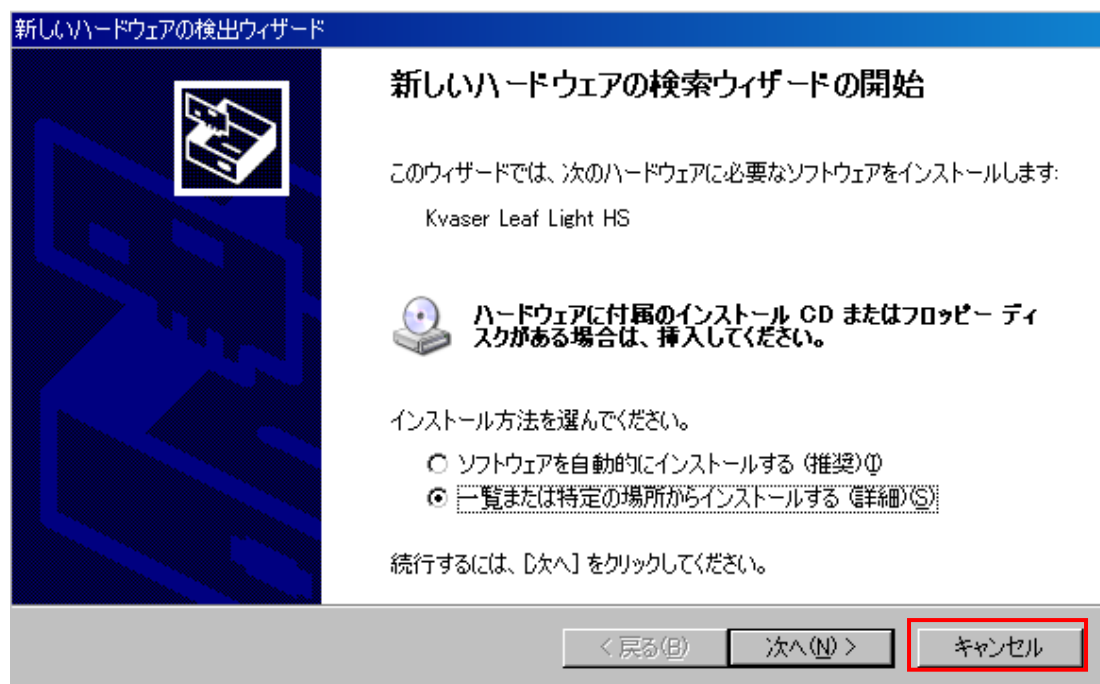 新しいハードウェアの検出ウィザード
新しいハードウェアの検索ウィザードの開始
このウィザードでは、次のハードウェアに必要なソフトウェアをインストールします:
Kvaser Leaf Light HS
ハードウェアに付属のインストール CD またはフロッピー ディ
スクがある場合は、挿入してください。
インストール方法を選んでください。
ソフトウェアを自動的にインストールする (推奨)(I)
一覧または特定の場所からインストールする (詳細)(S)
続行するには、[次へ] をクリックしてください。
< 戻る(B)
次へ(N) >
キャンセル